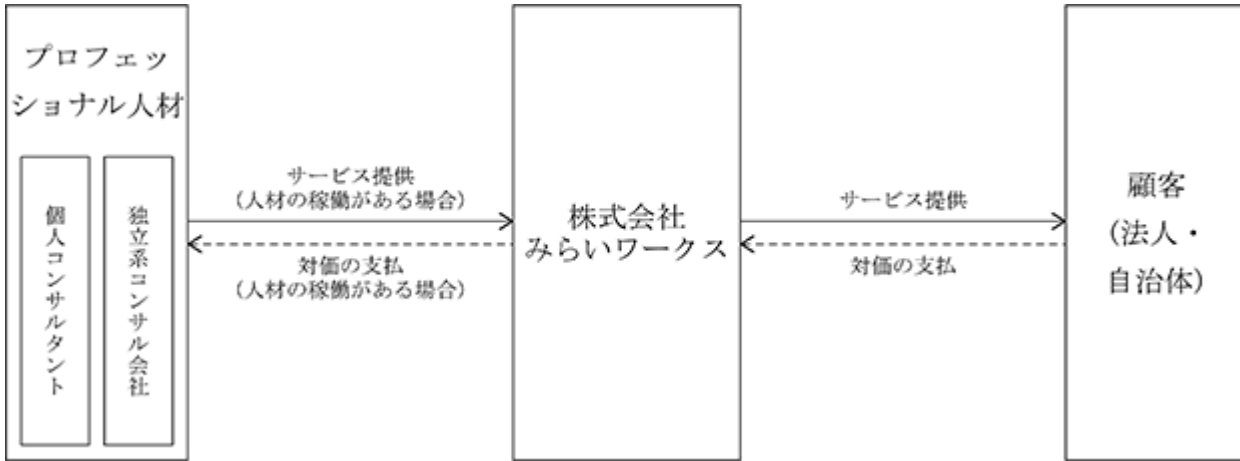 プロフェッ
ショナル人材
個人コンサルタント
独立系コンサル会社
サービス提供
(人材の稼働がある場合)
対価の支払
(人材の稼働がある場合)
株式会社
みらいワークス
サービス提供
対価の支払
顧客
(法人・
自治体)